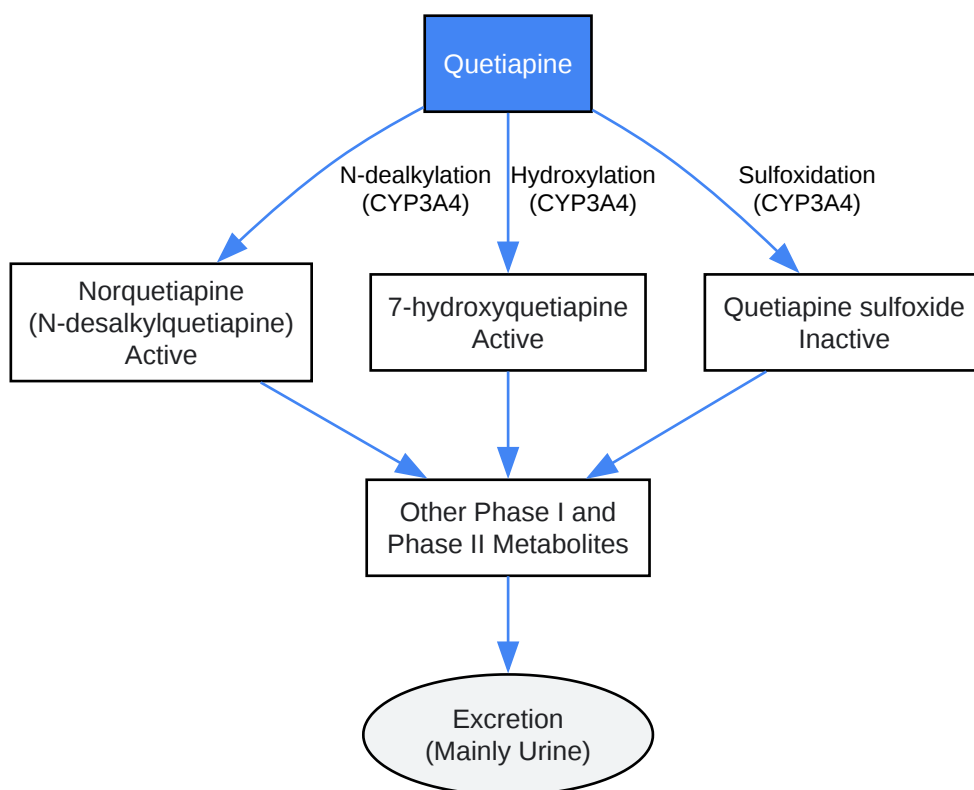 Quetiapine
N-dealkylation
(CYP3A4)
Hydroxylation
(CYP3A4)
Sulfoxidation
(CYP3A4)
Norquetiapine
(N-desalkylquetiapine)
Active
7-hydroxyquetiapine
Active
Quetiapine sulfoxide
Inactive
Other Phase I and
Phase II Metabolites
Excretion
(Mainly Urine)